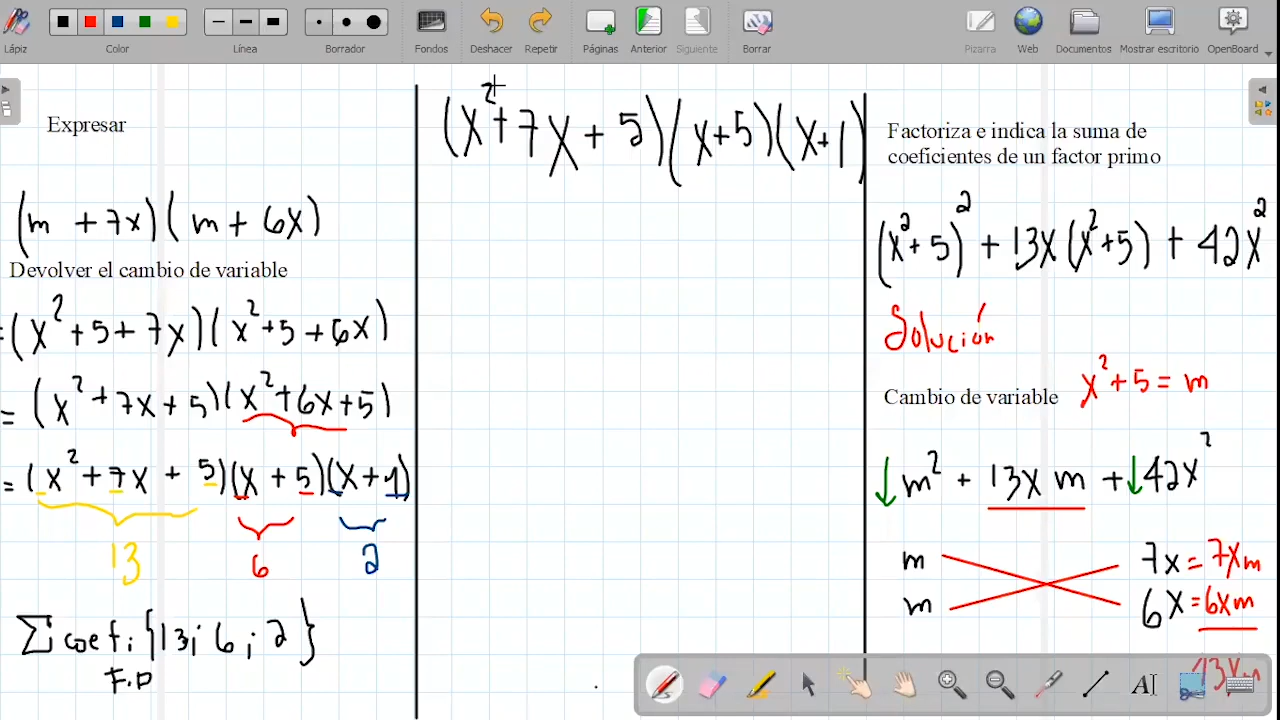 Lápiz
Color
Línea
Borrador
Fondos
Deshacer
Repetir
Páginas
Anterior
Siguiente
Borrar
Pizarra
Web
Documentos
Mostrar escritorio
OpenBoard
Expresar
(m + 7x)(m + 6x)
Devolver el cambio de variable
=(x² + 5 + 7x)(x² + 5 + 6x)
= (x² + 7x + 5)(x² + 6x + 5)
= (x² + 7x + 5)(x + 5)(x + 1)
13 6 2
∑ coef: {13; 6; 2}
F.P
(x² + 7x + 5)(x + 5)(x + 1)
Factoriza e indica la suma de
coeficientes de un factor primo
(x² + 5)² + 13x(x² + 5) + 42x²
Solución
Cambio de variable x² + 5 = m
m² + 13x m + 42x²
m 7x = 7xm
m 6x = 6xm
13xm